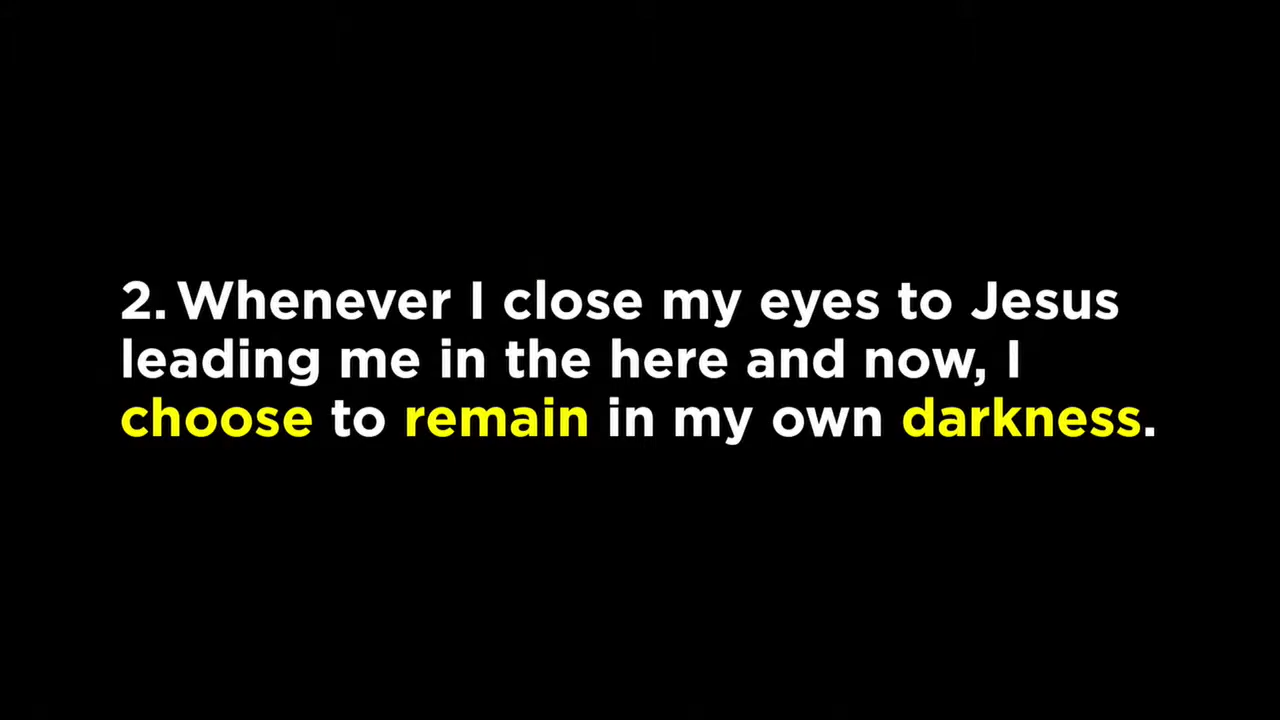 2. Whenever I close my eyes to Jesus
leading me in the here and now, I
choose to remain in my own darkness.